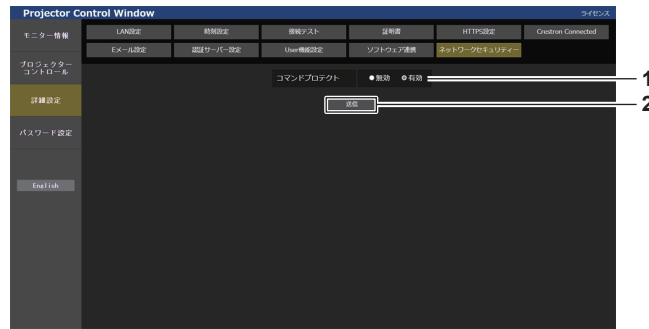 Projector Control Window
ライセンス
モニター情報
LAN設定
時刻設定
接続テスト
証明書
HTTPS設定
Crestron Connected
Eメール設定
認証サーバー設定
User機能設定
ソフトウェア連携
ネットワークセキュリティー
プロジェクター
コントロール
コマンドプロテクト
無効
有効
1
送信
2
詳細設定
パスワード設定
English